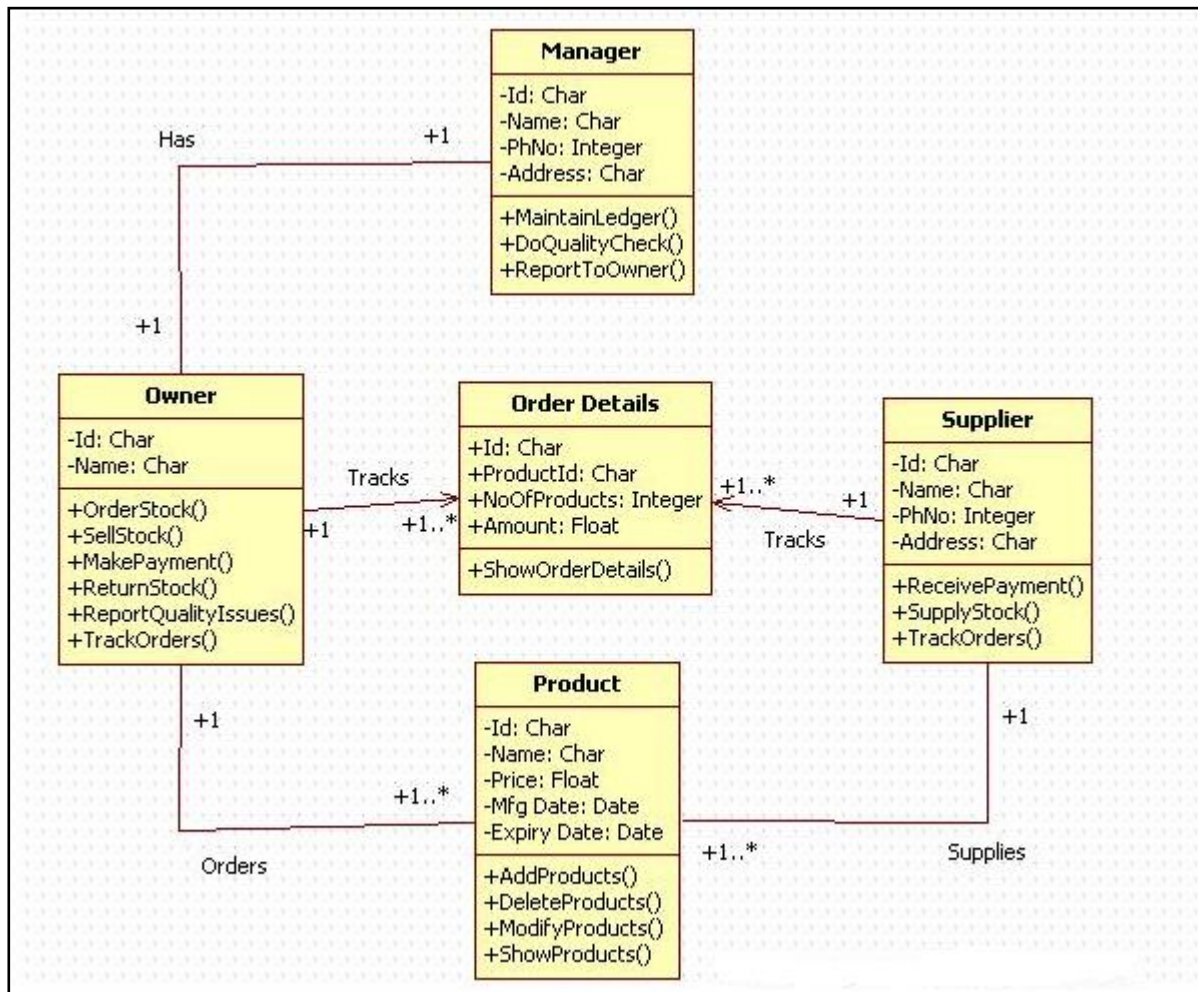 Manager
-Id: Char
-Name: Char
-PhNo: Integer
-Address: Char
+MaintainLedger()
+DoQualityCheck()
+ReportToOwner()
Has
+1
+1
Owner
-Id: Char
-Name: Char
+OrderStock()
+SellStock()
+MakePayment()
+ReturnStock()
+ReportQualityIssues()
+TrackOrders()
Tracks
+1
+1..*
Order Details
+Id: Char
+ProductId: Char
+NoOfProducts: Integer
+Amount: Float
+ShowOrderDetails()
+1..*
+1
Tracks
Supplier
-Id: Char
-Name: Char
-PhNo: Integer
-Address: Char
+ReceivePayment()
+SupplyStock()
+TrackOrders()
+1
+1..*
Orders
Product
-Id: Char
-Name: Char
-Price: Float
-Mfg Date: Date
-Expiry Date: Date
+AddProducts()
+DeleteProducts()
+ModifyProducts()
+ShowProducts()
+1
+1..*
Supplies